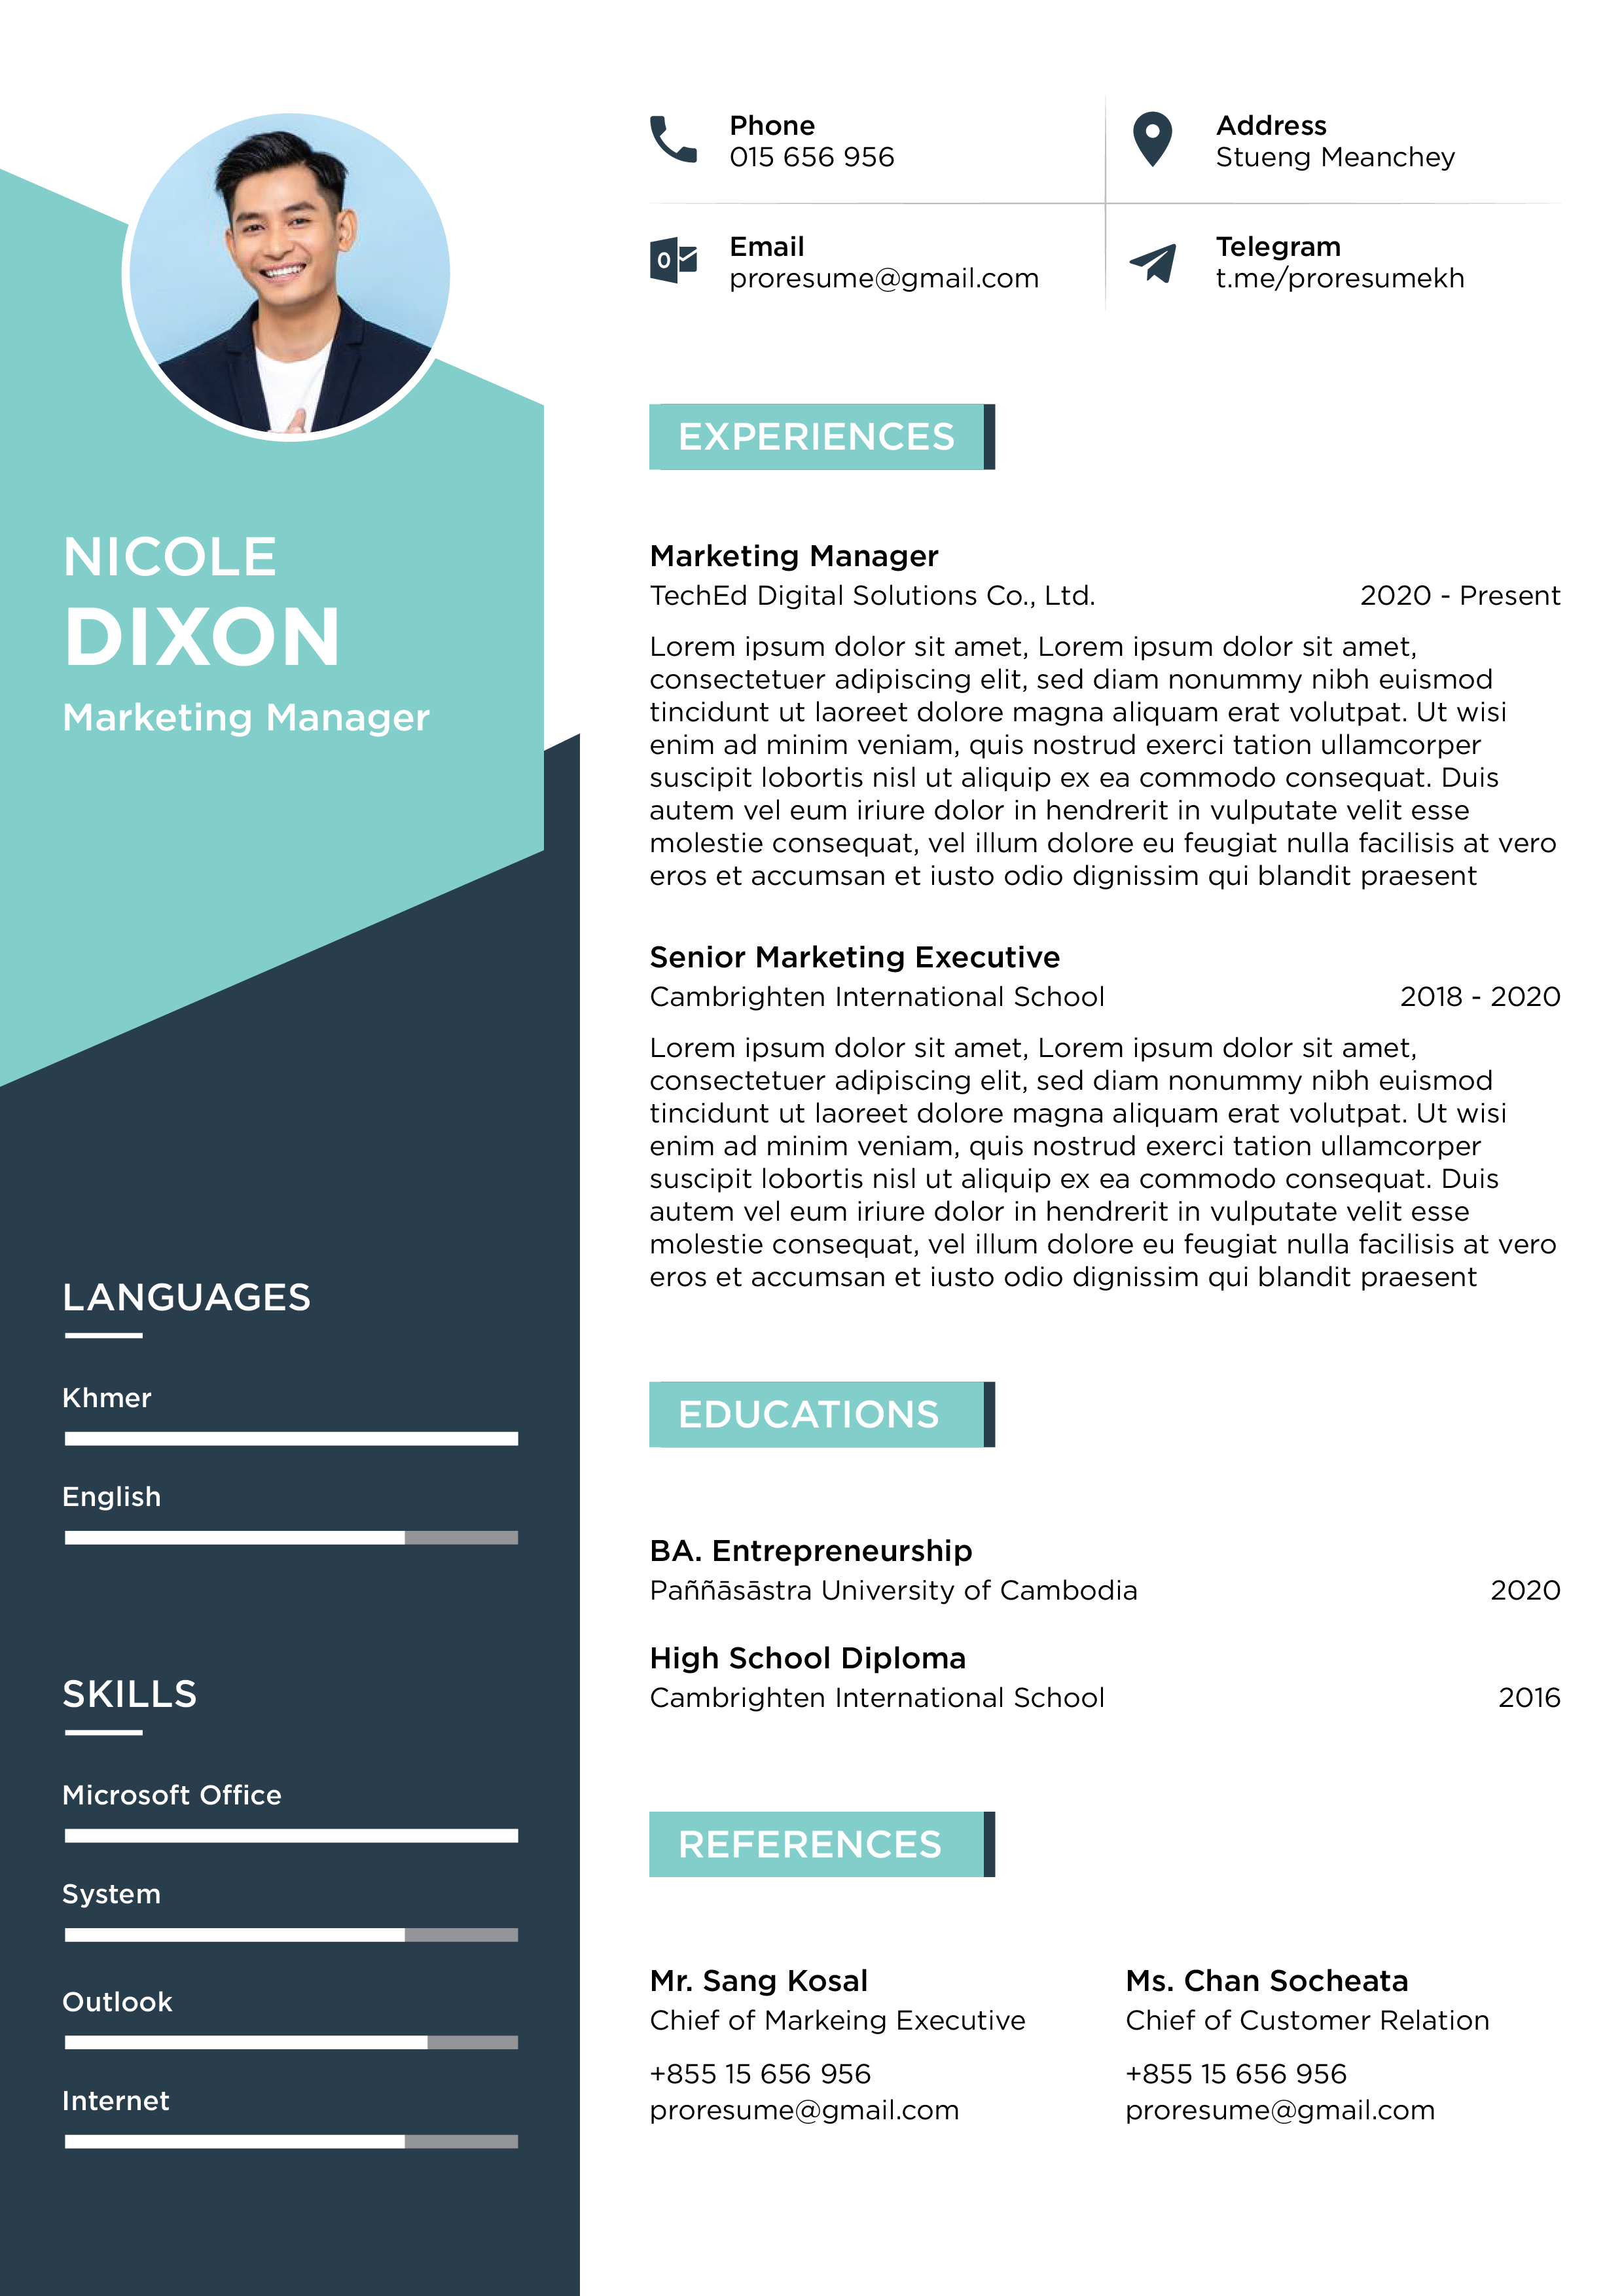 NICOLE
DIXON
Marketing Manager
LANGUAGES
Khmer
English
SKILLS
Microsoft Office
System
Outlook
Internet
Phone
015 656 956
Address
Stueng Meanchey
Email
proresume@gmail.com
Telegram
t.me/proresumekh
EXPERIENCES
Marketing Manager
TechEd Digital Solutions Co., Ltd. 2020 - Present
Lorem ipsum dolor sit amet, Lorem ipsum dolor sit amet,
consectetuer adipiscing elit, sed diam nonummy nibh euismod
tincidunt ut laoreet dolore magna aliquam erat volutpat. Ut wisi
enim ad minim veniam, quis nostrud exerci tation ullamcorper
suscipit lobortis nisl ut aliquip ex ea commodo consequat. Duis
autem vel eum iriure dolor in hendrerit in vulputate velit esse
molestie consequat, vel illum dolore eu feugiat nulla facilisis at vero
eros et accumsan et iusto odio dignissim qui blandit praesent
Senior Marketing Executive
Cambrighten International School 2018 - 2020
Lorem ipsum dolor sit amet, Lorem ipsum dolor sit amet,
consectetuer adipiscing elit, sed diam nonummy nibh euismod
tincidunt ut laoreet dolore magna aliquam erat volutpat. Ut wisi
enim ad minim veniam, quis nostrud exerci tation ullamcorper
suscipit lobortis nisl ut aliquip ex ea commodo consequat. Duis
autem vel eum iriure dolor in hendrerit in vulputate velit esse
molestie consequat, vel illum dolore eu feugiat nulla facilisis at vero
eros et accumsan et iusto odio dignissim qui blandit praesent
EDUCATIONS
BA. Entrepreneurship
Paññāsāstra University of Cambodia 2020
High School Diploma
Cambrighten International School 2016
REFERENCES
Mr. Sang Kosal
Chief of Markeing Executive
+855 15 656 956
proresume@gmail.com
Ms. Chan Socheata
Chief of Customer Relation
+855 15 656 956
proresume@gmail.com